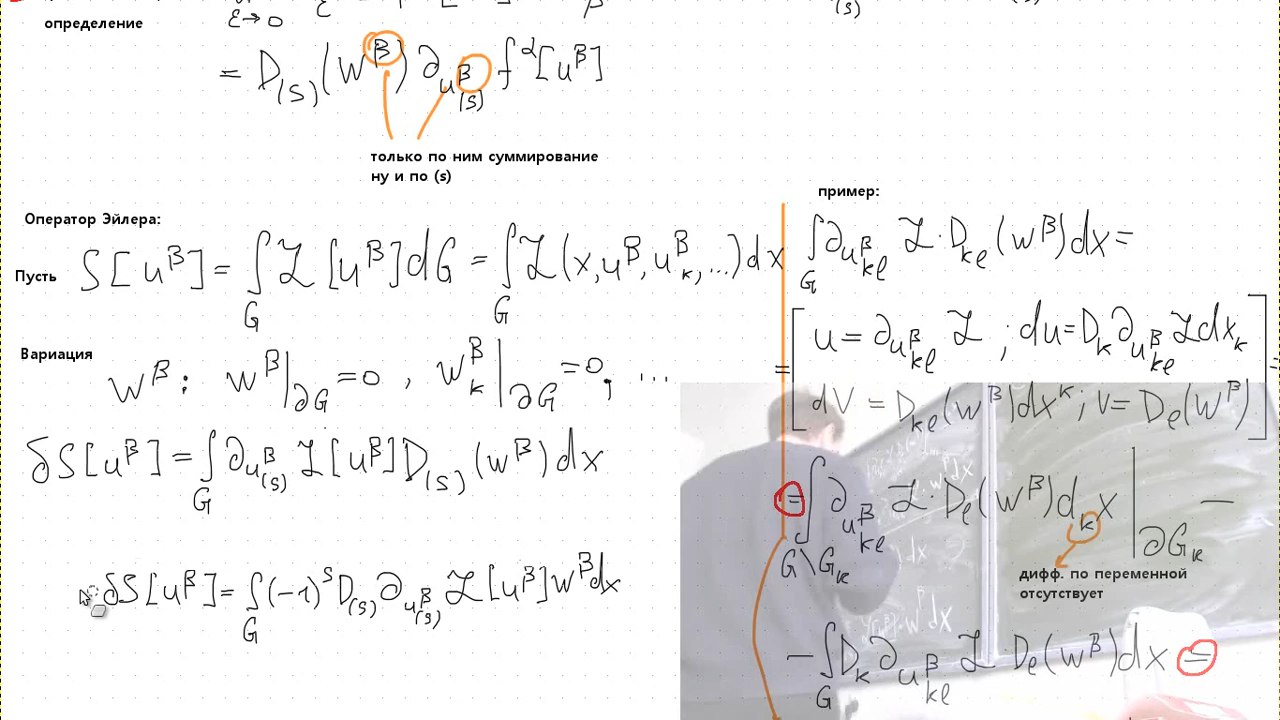 определение
ε→0
= D_(s)(w^β) ∂_{u^β_(s)} f^α[u^β]
только по ним суммирование
ну и по (s)
Оператор Эйлера:
Пусть S[u^β] = ∫_G ℒ[u^β]dG = ∫_G ℒ(x, u^β, u^β_k, ...)dx
Вариация
w^β : w^β|_∂G = 0 , w^β_k|_∂G = 0, ...
δS[u^β] = ∫_G ∂_{u^β_(s)} ℒ[u^β] D_(s)(w^β)dx
δS[u^β] = ∫_G (-1)^s D_(s) ∂_{u^β_(s)} ℒ[u^β] w^β dx
пример:
∫_G ∂_{u^β_kl} ℒ · D_kl(w^β)dx =
= [ u = ∂_{u^β_kl} ℒ ; du = D_k ∂_{u^β_kl} ℒ dx_k
dV = D_kl(w^β)dx^k ; v = D_l(w^β) ] =
= ∫_{G\G_k} ∂_{u^β_kl} ℒ · D_l(w^β)d_k x |_∂G_k −
дифф. по переменной
отсутствует
− ∫_G D_k ∂_{u^β_kl} ℒ · D_l(w^β)dx =